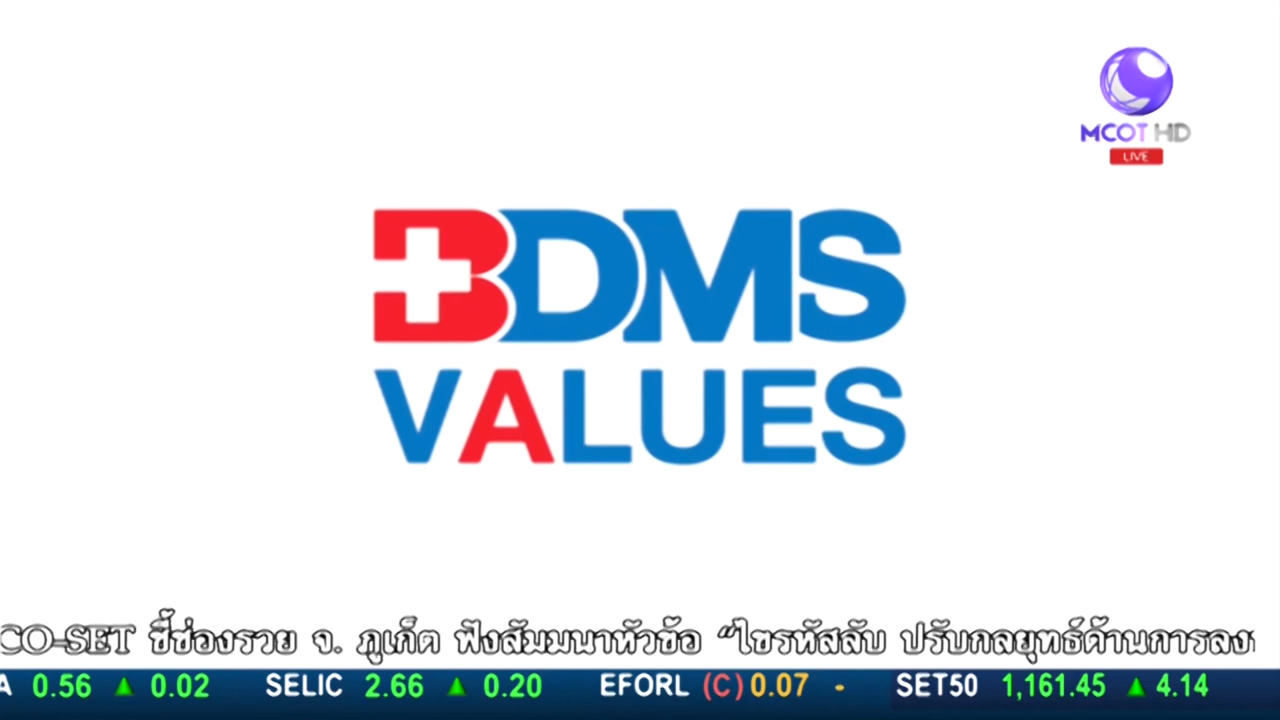 MCOT HD
LIVE
BDMS
VALUES
CO-SET ชี้ช่องรวย จ. ภูเก็ต ฟังสัมมนาหัวข้อ “ไขรหัสลับ ปรับกลยุทธ์ด้านการลง
A 0.56 ▲ 0.02 SELIC 2.66 ▲ 0.20 EFORL (C) 0.07 - SET50 1,161.45 ▲ 4.14